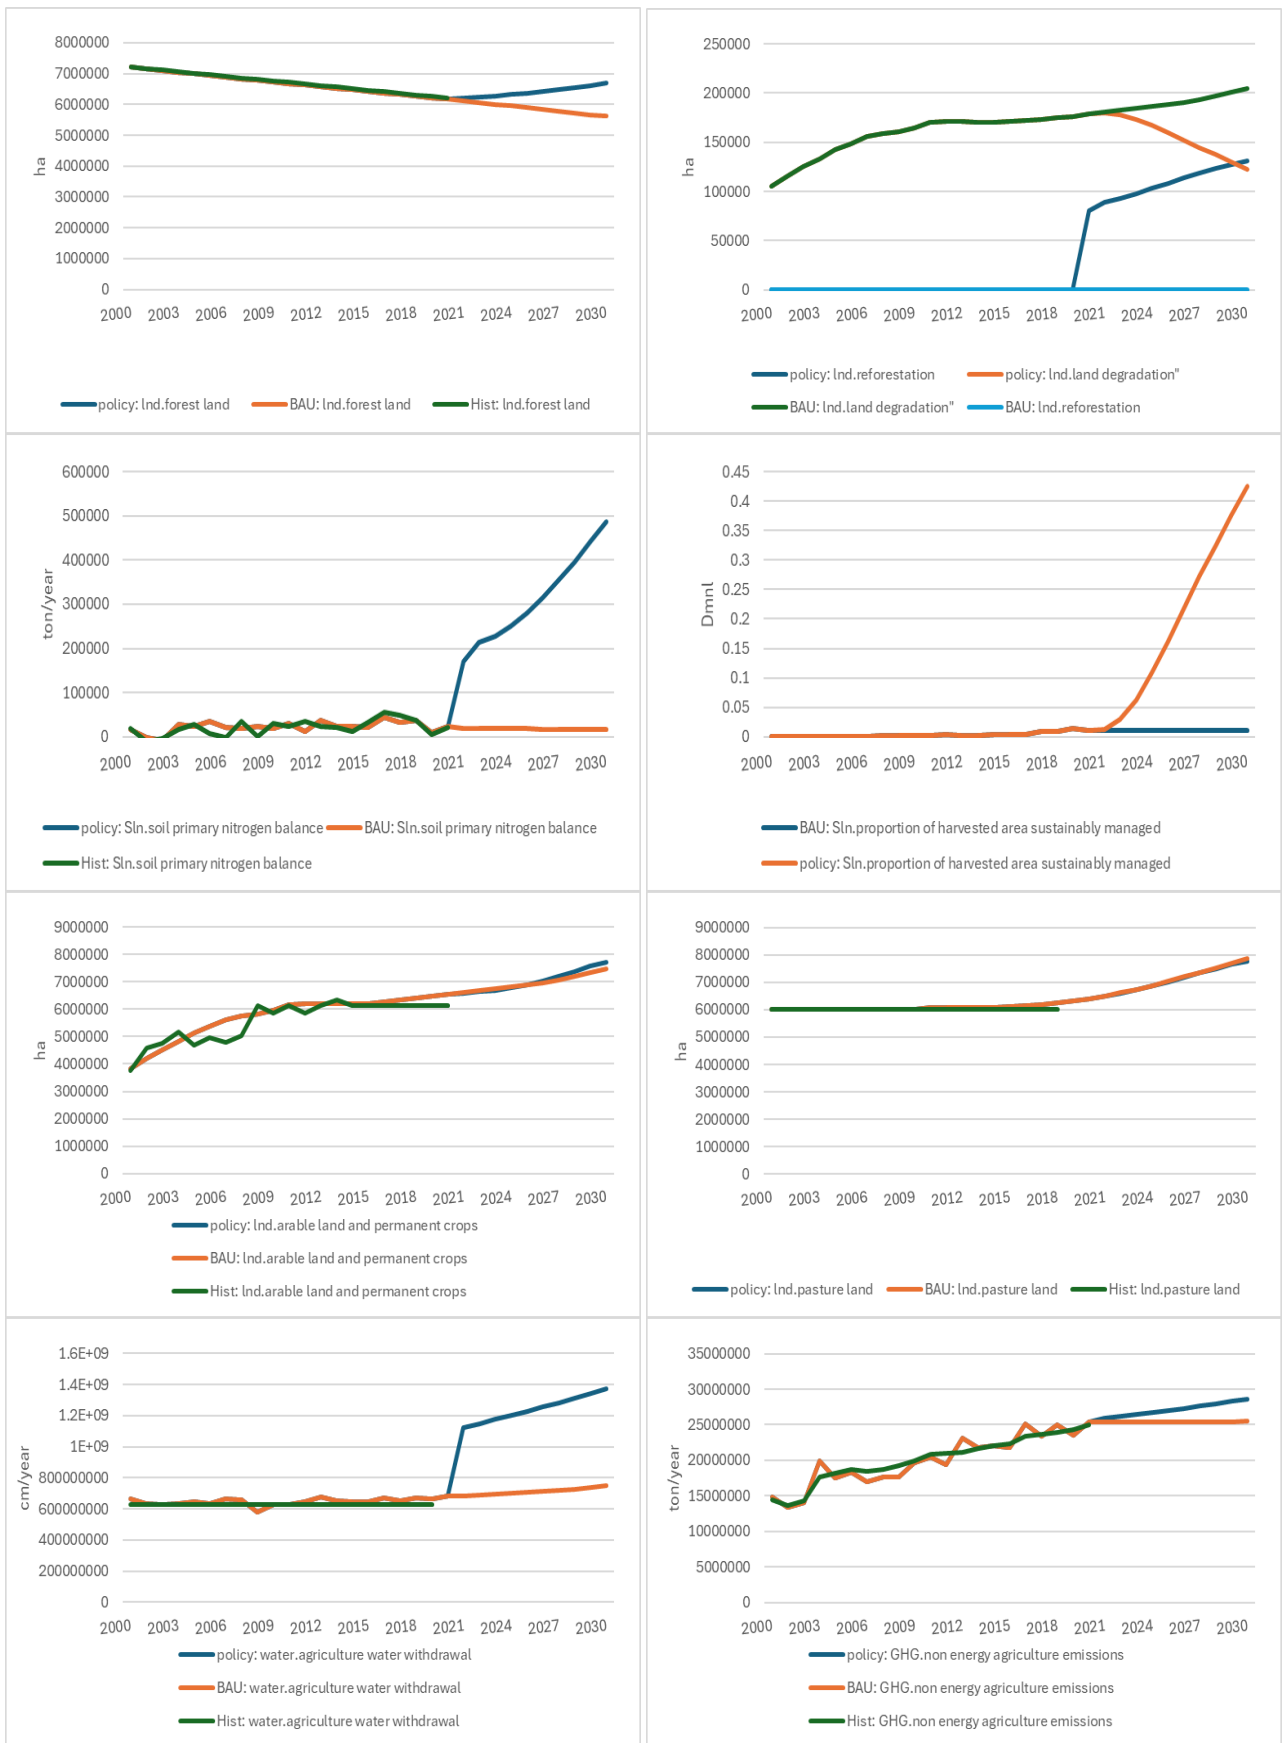 8000000
7000000
6000000
5000000
4000000
3000000
2000000
1000000
0
ha
2000 2003 2006 2009 2012 2015 2018 2021 2024 2027 2030
policy: lnd.forest land BAU: lnd.forest land Hist: lnd.forest land
250000
200000
150000
100000
50000
0
ha
2000 2003 2006 2009 2012 2015 2018 2021 2024 2027 2030
policy: lnd.reforestation policy: lnd.land degradation"
BAU: lnd.land degradation" BAU: lnd.reforestation
600000
500000
400000
300000
200000
100000
0
ton/year
2000 2003 2006 2009 2012 2015 2018 2021 2024 2027 2030
policy: Sln.soil primary nitrogen balance BAU: Sln.soil primary nitrogen balance
Hist: Sln.soil primary nitrogen balance
0.45
0.4
0.35
0.3
0.25
0.2
0.15
0.1
0.05
0
Dmnl
2000 2003 2006 2009 2012 2015 2018 2021 2024 2027 2030
BAU: Sln.proportion of harvested area sustainably managed
policy: Sln.proportion of harvested area sustainably managed
9000000
8000000
7000000
6000000
5000000
4000000
3000000
2000000
1000000
0
ha
2000 2003 2006 2009 2012 2015 2018 2021 2024 2027 2030
policy: lnd.arable land and permanent crops
BAU: lnd.arable land and permanent crops
Hist: lnd.arable land and permanent crops
9000000
8000000
7000000
6000000
5000000
4000000
3000000
2000000
1000000
0
ha
2000 2003 2006 2009 2012 2015 2018 2021 2024 2027 2030
policy: lnd.pasture land BAU: lnd.pasture land Hist: lnd.pasture land
1.6E+09
1.4E+09
1.2E+09
1E+09
800000000
600000000
400000000
200000000
0
cm/year
2000 2003 2006 2009 2012 2015 2018 2021 2024 2027 2030
policy: water.agriculture water withdrawal
BAU: water.agriculture water withdrawal
Hist: water.agriculture water withdrawal
35000000
30000000
25000000
20000000
15000000
10000000
5000000
0
ton/year
2000 2003 2006 2009 2012 2015 2018 2021 2024 2027 2030
policy: GHG.non energy agriculture emissions
BAU: GHG.non energy agriculture emissions
Hist: GHG.non energy agriculture emissions